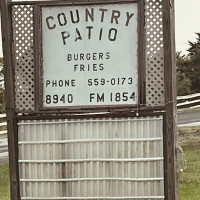 COUNTRY
PATIO
BURGERS
FRIES
PHONE 559-0173
8940 FM 1854